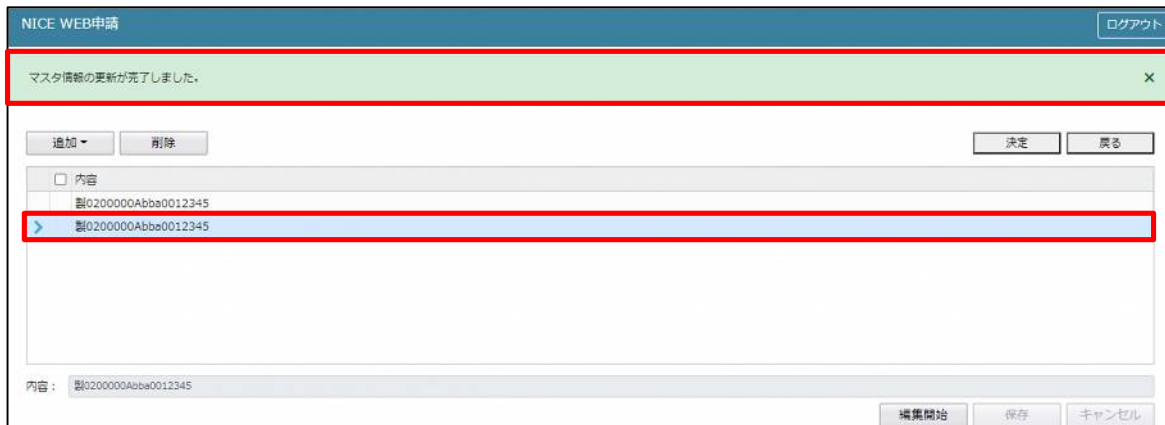 NICE WEB申請 ログアウト
マスタ情報の更新が完了しました。 ×
追加 削除 決定 戻る
内容
製0200000Abba0012345
製0200000Abba0012345
内容： 製0200000Abba0012345
編集開始 保存 キャンセル